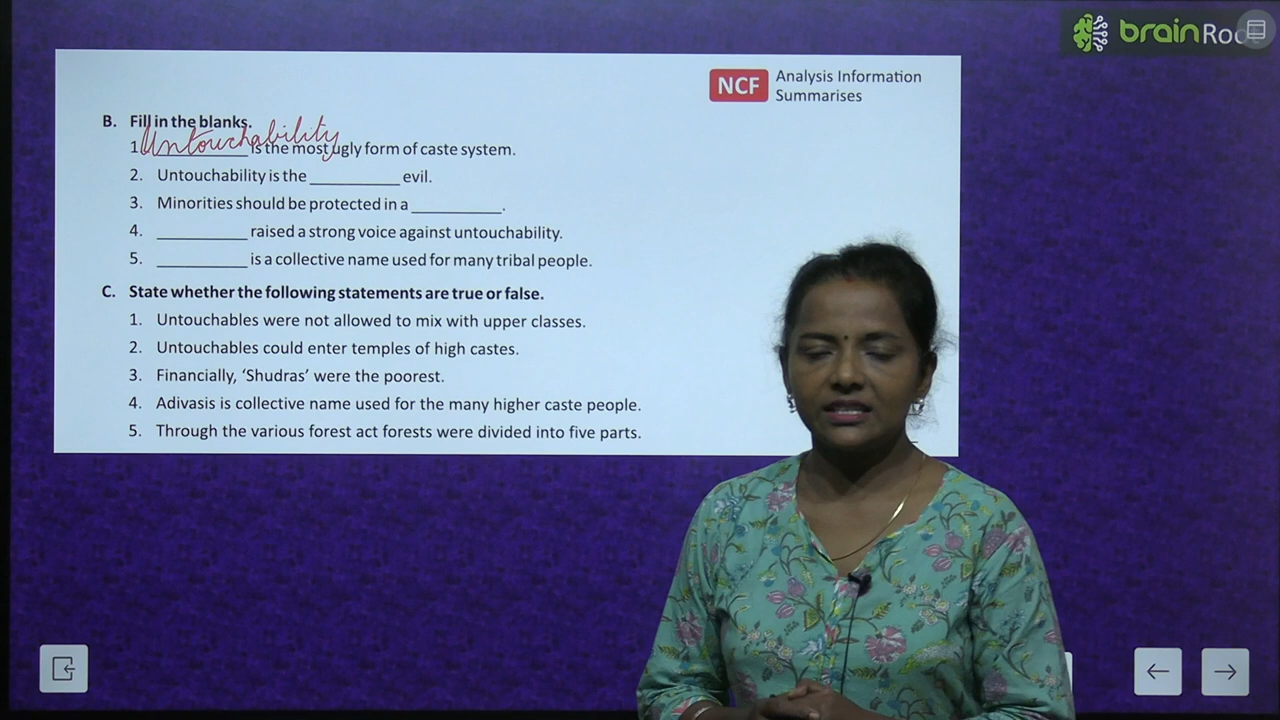 brainRoo
NCF Analysis Information
Summarises
B. Fill in the blanks.
1. Untouchability is the most ugly form of caste system.
2. Untouchability is the __________ evil.
3. Minorities should be protected in a __________.
4. __________ raised a strong voice against untouchability.
5. __________ is a collective name used for many tribal people.
C. State whether the following statements are true or false.
1. Untouchables were not allowed to mix with upper classes.
2. Untouchables could enter temples of high castes.
3. Financially, ‘Shudras’ were the poorest.
4. Adivasis is collective name used for the many higher caste people.
5. Through the various forest act forests were divided into five parts.